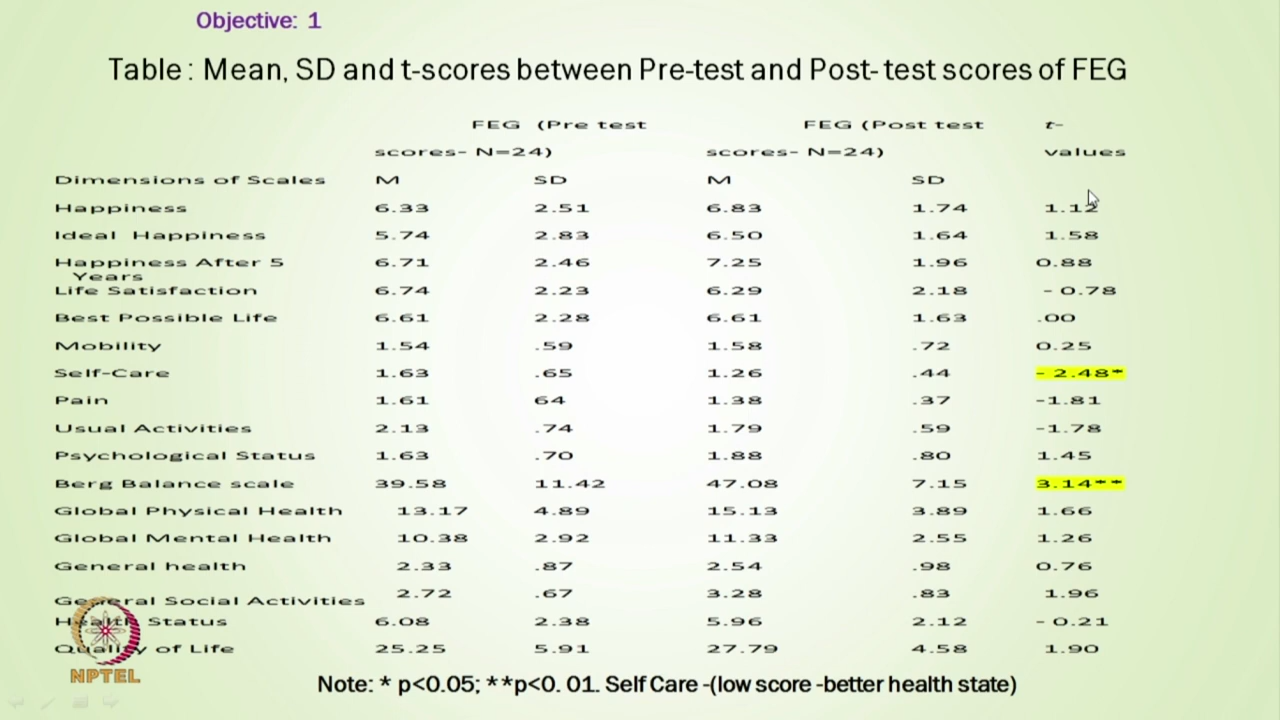 Objective: 1
Table : Mean, SD and t-scores between Pre-test and Post- test scores of FEG
FEG (Pre test scores- N=24) FEG (Post test scores- N=24) t- values
Dimensions of Scales M SD M SD
Happiness 6.33 2.51 6.83 1.74 1.12
Ideal Happiness 5.74 2.83 6.50 1.64 1.58
Happiness After 5 Years 6.71 2.46 7.25 1.96 0.88
Life Satisfaction 6.74 2.23 6.29 2.18 - 0.78
Best Possible Life 6.61 2.28 6.61 1.63 .00
Mobility 1.54 .59 1.58 .72 0.25
Self-Care 1.63 .65 1.26 .44 - 2.48*
Pain 1.61 64 1.38 .37 -1.81
Usual Activities 2.13 .74 1.79 .59 -1.78
Psychological Status 1.63 .70 1.88 .80 1.45
Berg Balance scale 39.58 11.42 47.08 7.15 3.14**
Global Physical Health 13.17 4.89 15.13 3.89 1.66
Global Mental Health 10.38 2.92 11.33 2.55 1.26
General health 2.33 .87 2.54 .98 0.76
General Social Activities 2.72 .67 3.28 .83 1.96
Health Status 6.08 2.38 5.96 2.12 - 0.21
Quality of Life 25.25 5.91 27.79 4.58 1.90
NPTEL
Note: * p<0.05; **p<0. 01. Self Care -(low score -better health state)